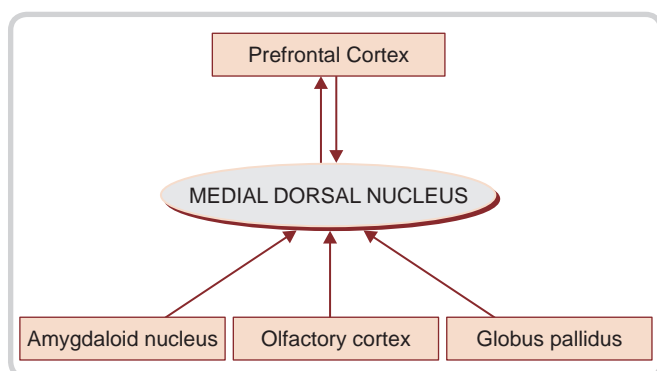 Prefrontal Cortex
MEDIAL DORSAL NUCLEUS
Amygdaloid nucleus
Olfactory cortex
Globus pallidus